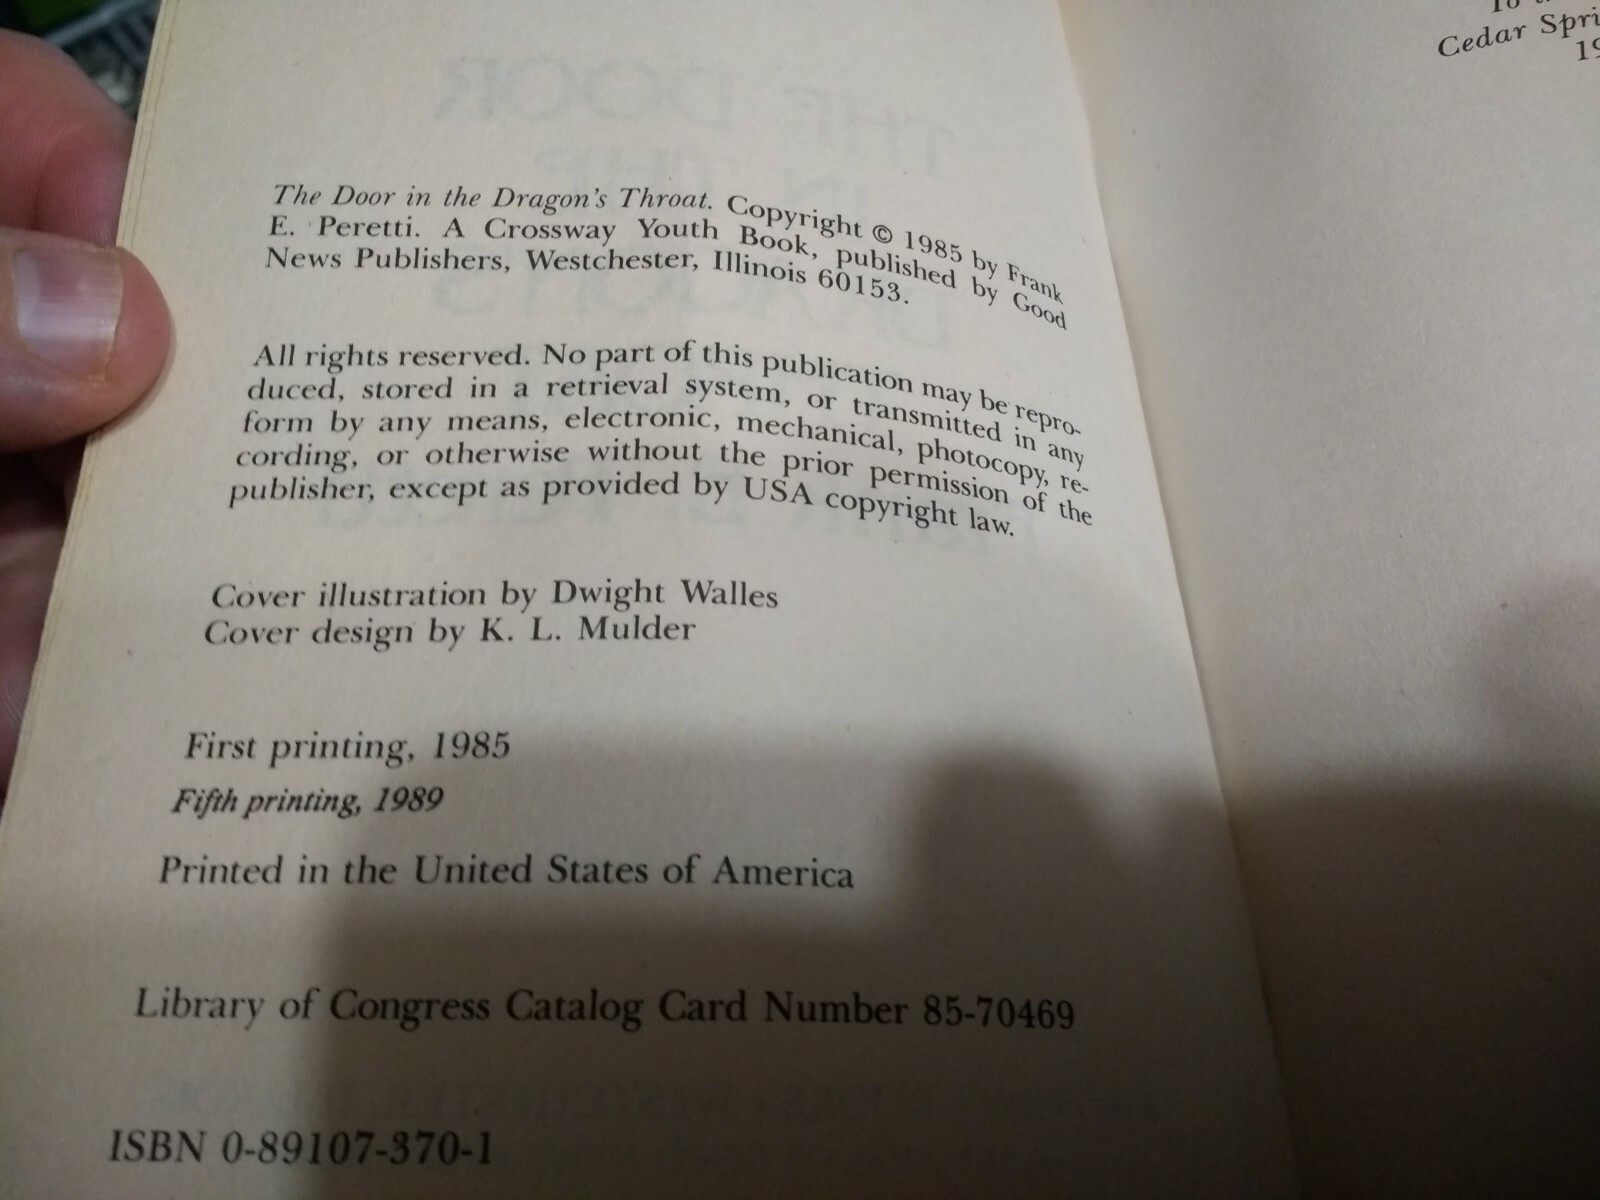 The Door in the Dragon's Throat. Copyright © 1985 by Frank
E. Peretti. A Crossway Youth Book, published by Good
News Publishers, Westchester, Illinois 60153.
All rights reserved. No part of this publication may be repro-
duced, stored in a retrieval system, or transmitted in any
form by any means, electronic, mechanical, photocopy, re-
cording, or otherwise without the prior permission of the
publisher, except as provided by USA copyright law.
Cover illustration by Dwight Walles
Cover design by K. L. Mulder
First printing, 1985
Fifth printing, 1989
Printed in the United States of America
Library of Congress Catalog Card Number 85-70469
ISBN 0-89107-370-1
To
Cedar Spri
19